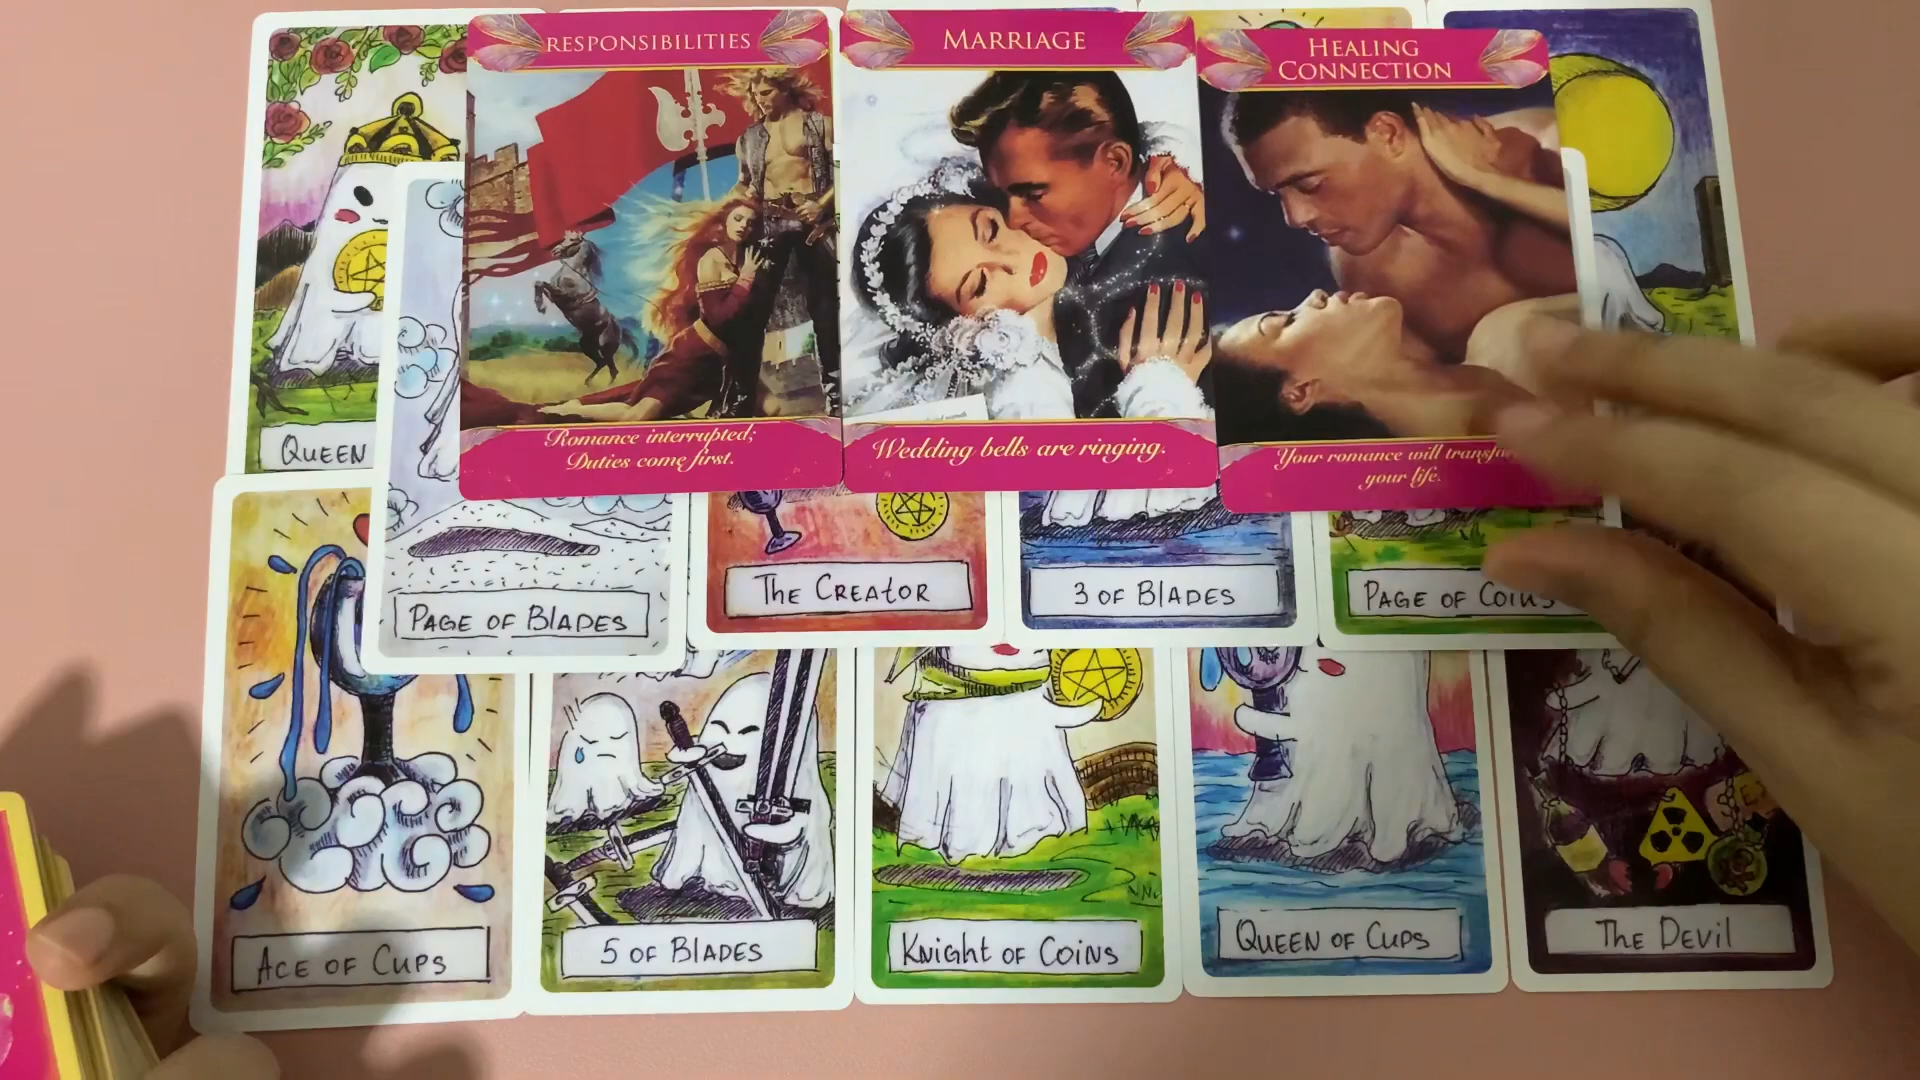 RESPONSIBILITIES
MARRIAGE
HEALING
CONNECTION
Romance interrupted;
Duties come first.
Wedding bells are ringing.
Your romance will
your life.
QUEEN
PAGE OF BLADES
THE CREATOR
3 OF BLADES
PAGE OF COINS
ACE OF CUPS
5 OF BLADES
KNIGHT OF COINS
QUEEN OF CUPS
THE DEVIL